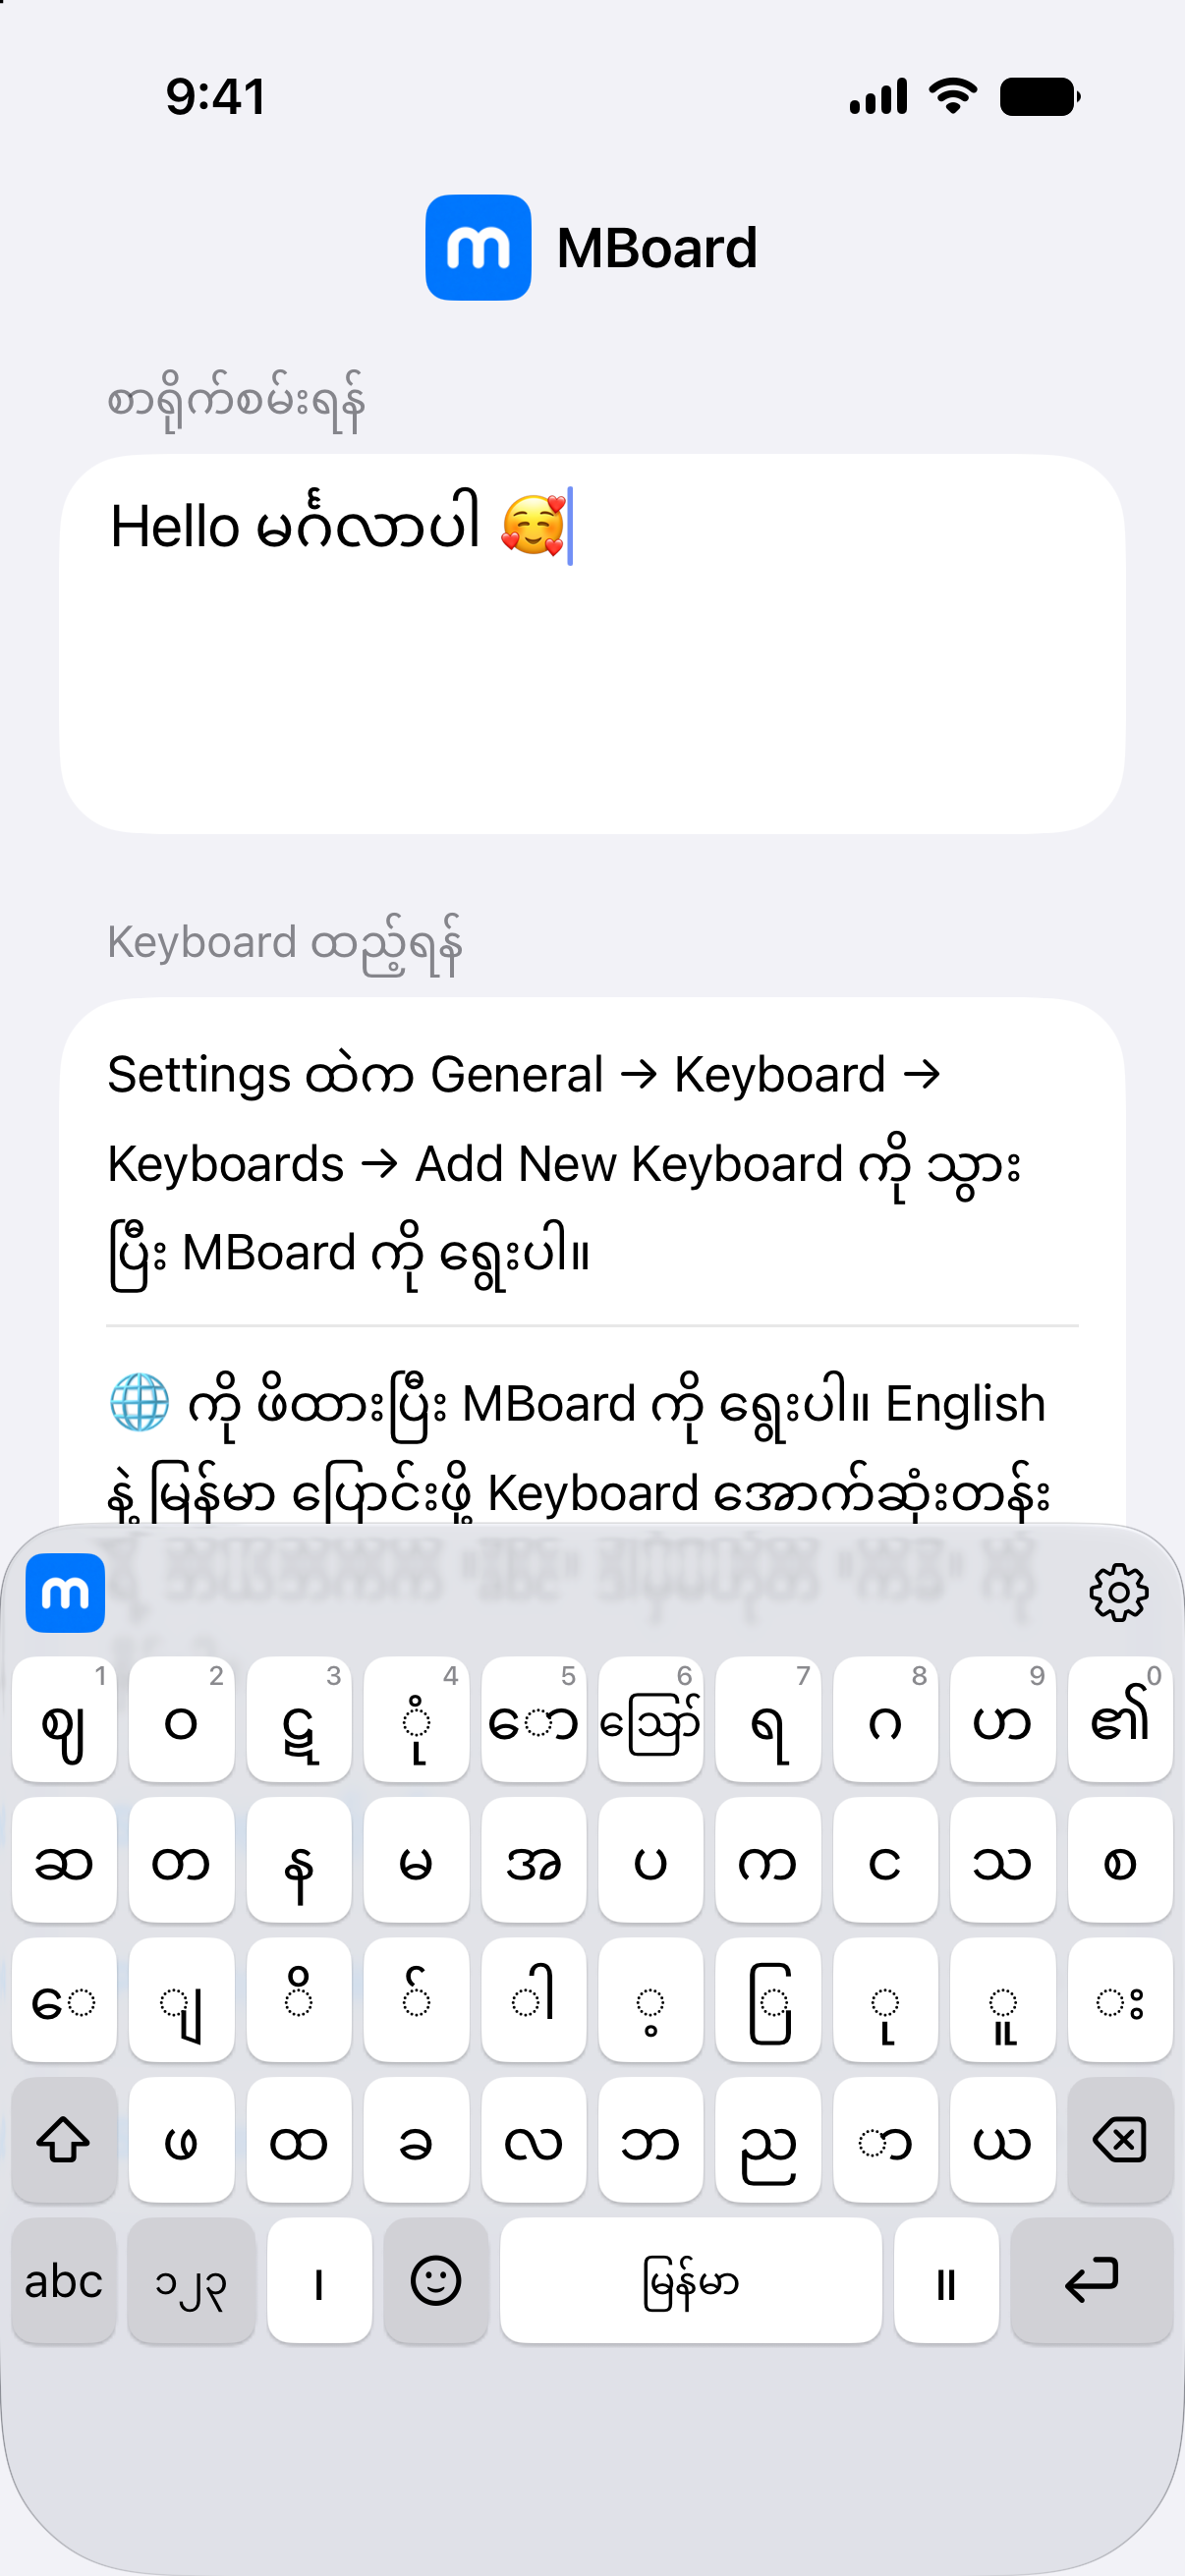 9:41
m MBoard
စာရိုက်စမ်းရန်
Hello မင်္ဂလာပါ 🥰
Keyboard ထည့်ရန်
Settings ထဲက General → Keyboard →
Keyboards → Add New Keyboard ကို သွား
ပြီး MBoard ကို ရွေးပါ။
🌐 ကို ဖိထားပြီး MBoard ကို ရွေးပါ။ English
နဲ့ မြန်မာ ပြောင်းဖို့ Keyboard အောက်ဆုံးတန်း
m
1 2 3 4 5 6 7 8 9 0
ဈ ဝ ဋ ို ော သြော် ရ ဂ ဟ ၏
ဆ တ န မ အ ပ က င သ စ
ေ ျ ိ ် ါ ့ ြ ု ူ း
ဖ ထ ခ လ ဘ ည ာ ယ
abc ၁၂၃ ၊ မြန်မာ ။